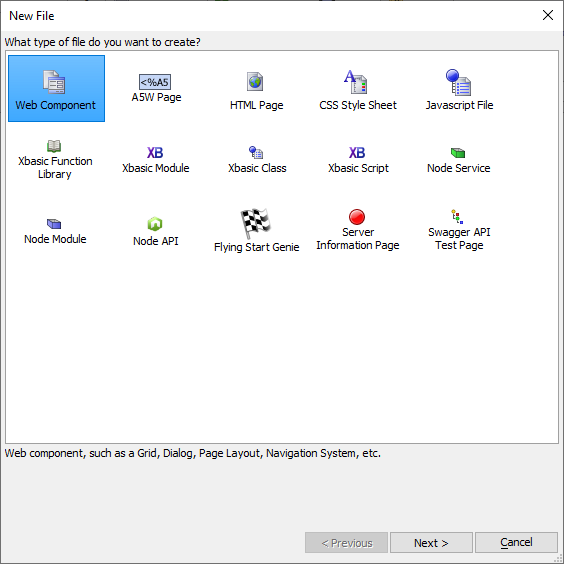 New File
What type of file do you want to create?
Web Component
<%A5
A5W Page
HTML Page
A
CSS Style Sheet
Javascript File
Xbasic Function
Library
XB
Xbasic Module
Xbasic Class
XB
Xbasic Script
Node Service
Node Module
Node API
Flying Start Genie
Server
Information Page
Swagger API
Test Page
Web component, such as a Grid, Dialog, Page Layout, Navigation System, etc.
< Previous
Next >
Cancel